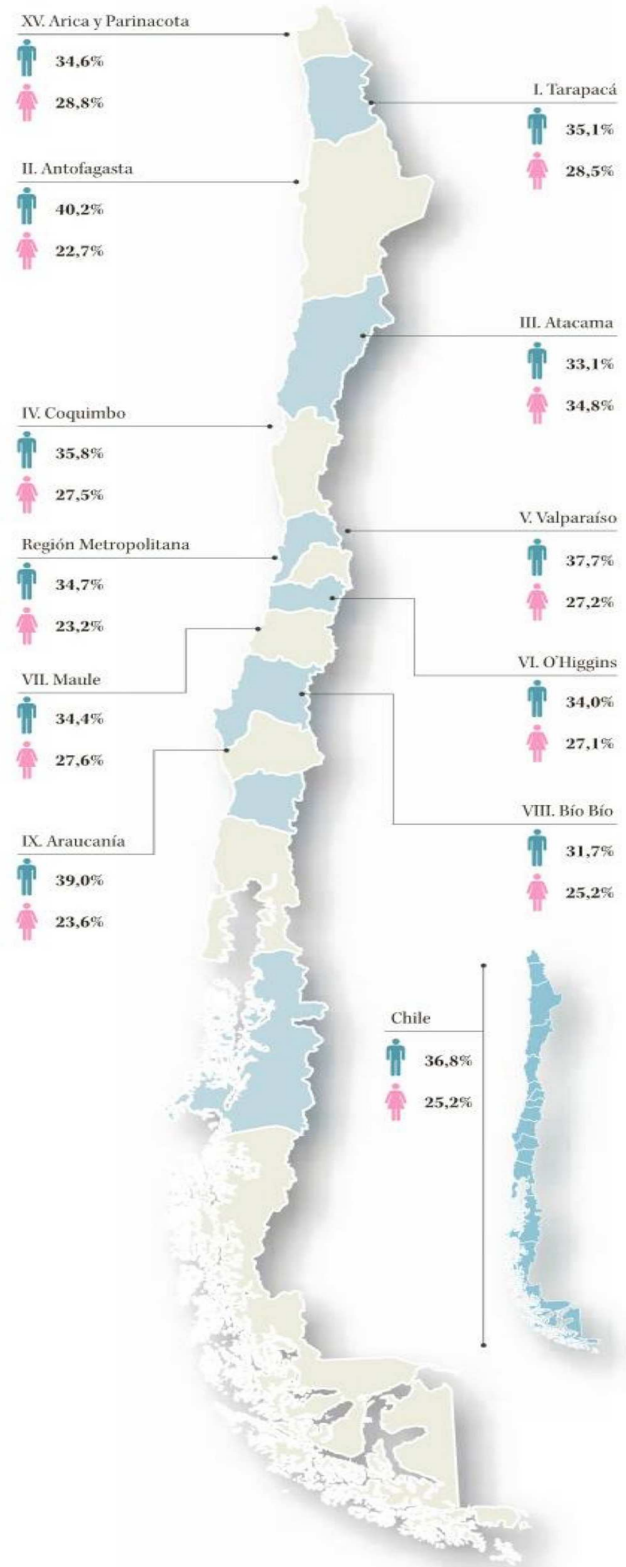 XV. Arica y Parinacota
34,6%
28,8%
I. Tarapacá
35,1%
28,5%
II. Antofagasta
40,2%
22,7%
III. Atacama
33,1%
34,8%
IV. Coquimbo
35,8%
27,5%
V. Valparaíso
37,7%
27,2%
Región Metropolitana
34,7%
23,2%
VI. O´Higgins
34,0%
27,1%
VII. Maule
34,4%
27,6%
VIII. Bío Bío
31,7%
25,2%
IX. Araucanía
39,0%
23,6%
Chile
36,8%
25,2%